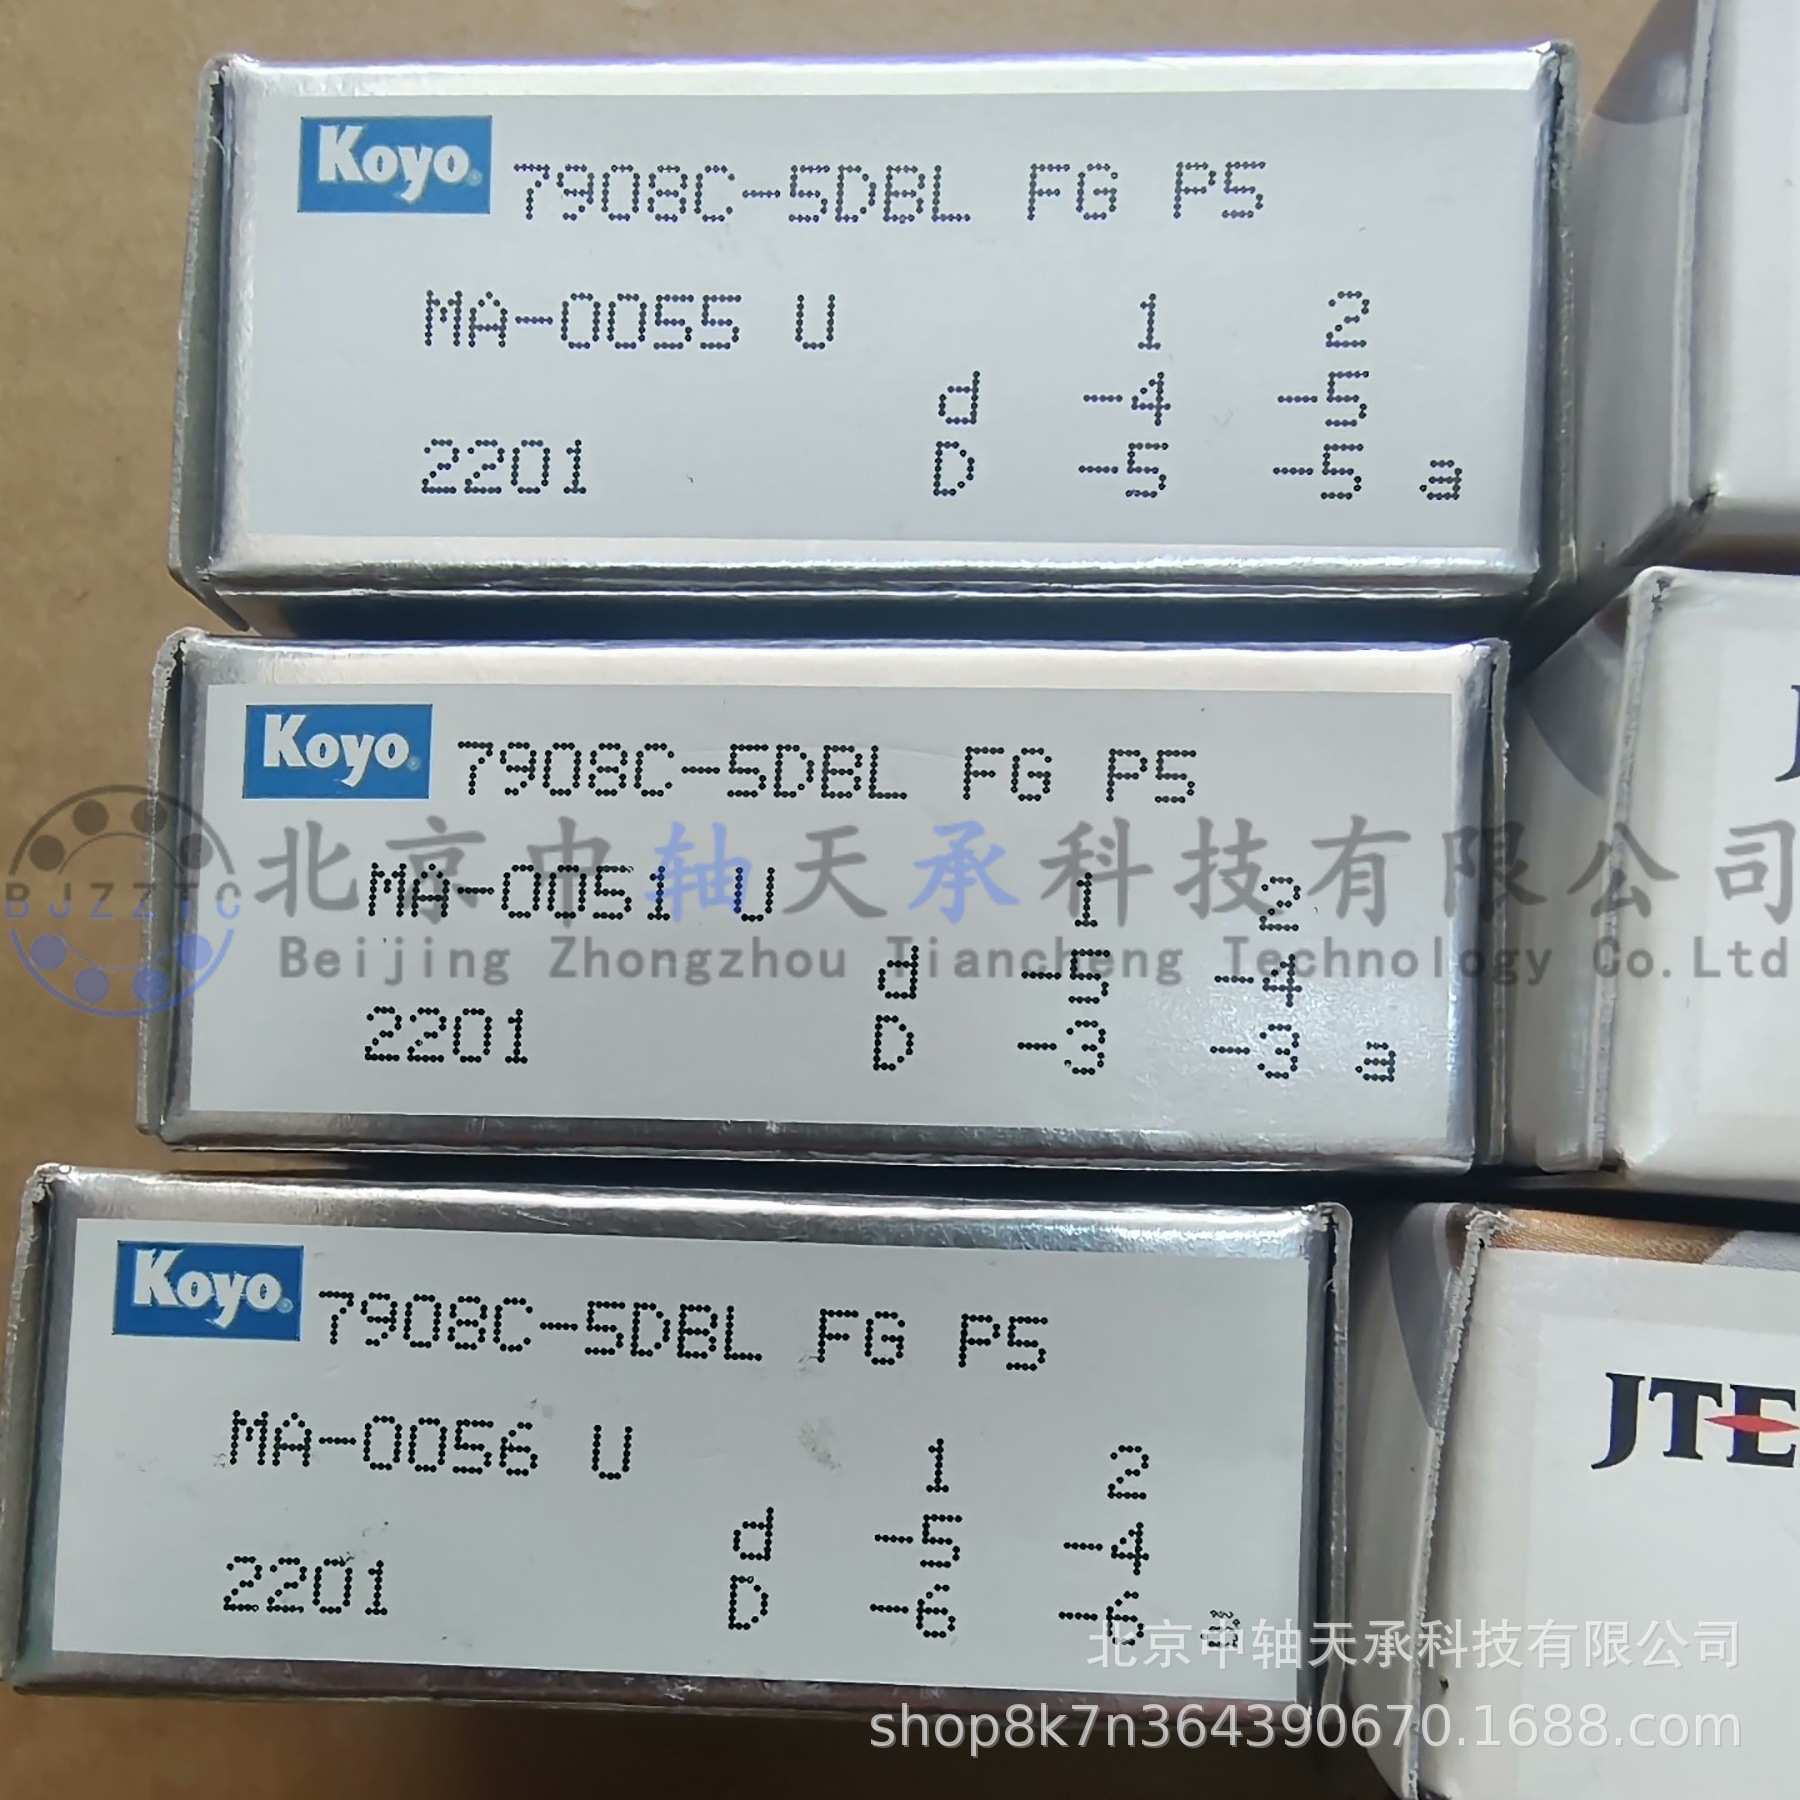 Koyo® 7908C-5DBL FG P5
MA-0055 U 1 2
d -4 -5
2201 D -5 -5 a
Koyo® 7908C-5DBL FG P5
MA-0051 U 1 2
d -5 -4
2201 D -3 -3 a
BJZZTC
北京中轴天承科技有限公司
Beijing Zhongzhou Tiancheng Technology Co.Ltd
Koyo® 7908C-5DBL FG P5
MA-0056 U 1 2
d -5 -4
2201 D -6 -6
JTE
北京中轴天承科技有限公司
shop8k7n364390670.1688.com